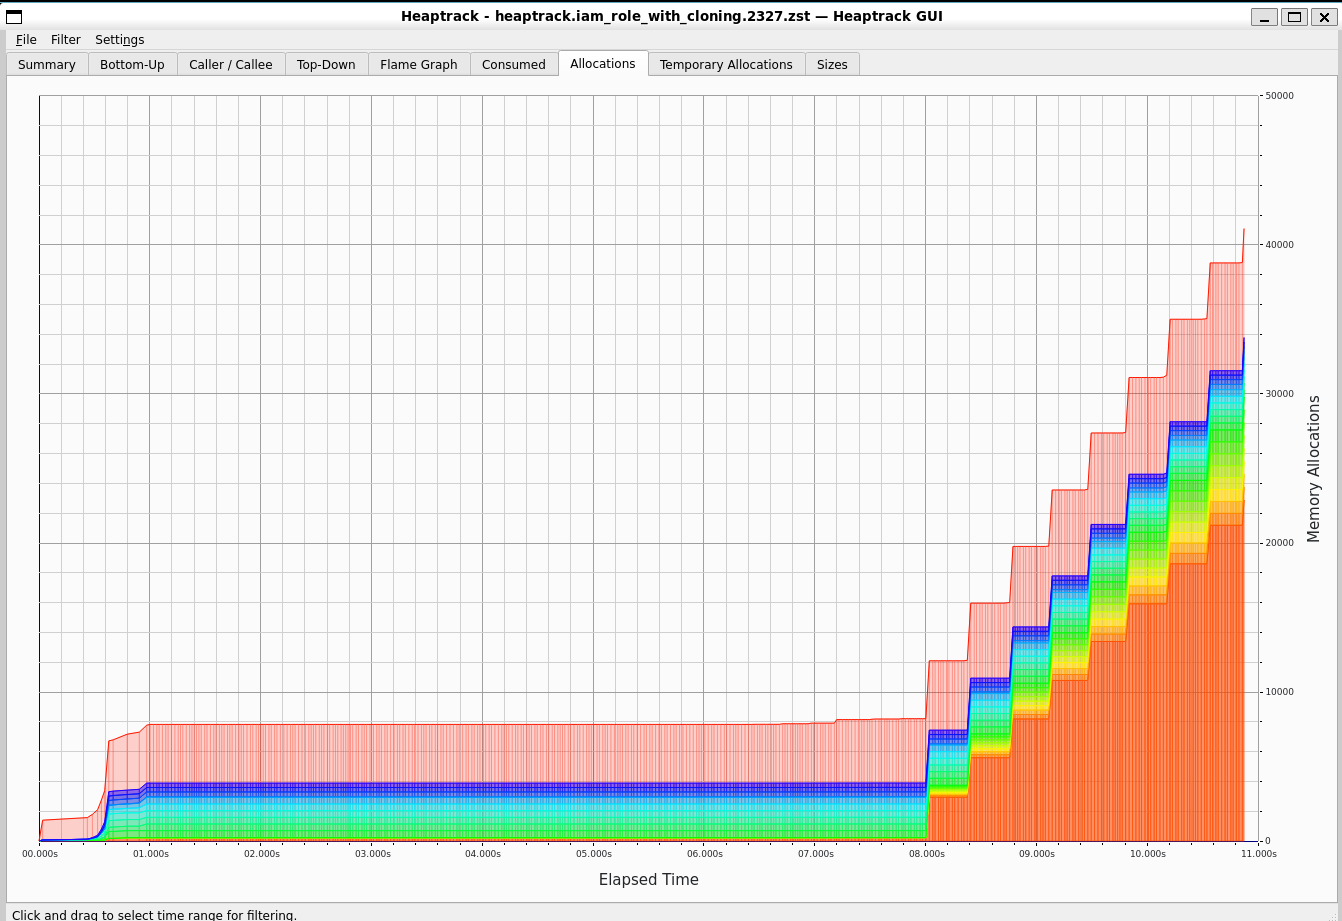 Heaptrack - heaptrack.iam_role_with_cloning.2327.zst — Heaptrack GUI
File Filter Settings
Summary Bottom-Up Caller / Callee Top-Down Flame Graph Consumed Allocations Temporary Allocations Sizes
50000
40000
30000
20000
10000
0
Memory Allocations
00.000s 01.000s 02.000s 03.000s 04.000s 05.000s 06.000s 07.000s 08.000s 09.000s 10.000s 11.000s
Elapsed Time
Click and drag to select time range for filtering.